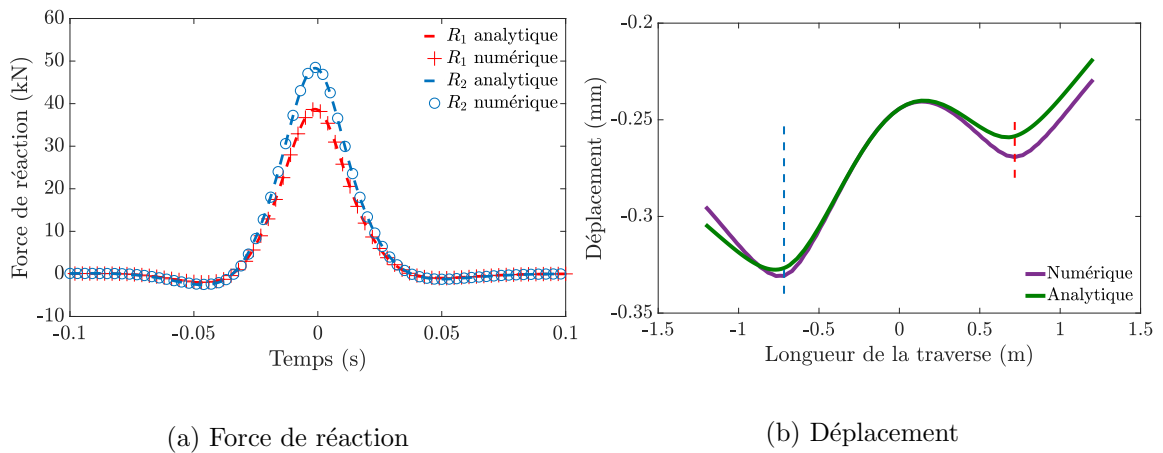 60
50
40
30
20
10
0
-10
-0.1
-0.05
0
0.05
0.1
Force de réaction (kN)
Temps (s)
R1 analytique
R1 numérique
R2 analytique
R2 numérique
(a) Force de réaction
-0.2
-0.25
-0.3
-0.35
-1.5
-1
-0.5
0
0.5
1
1.5
Déplacement (mm)
Longueur de la traverse (m)
Numérique
Analytique
(b) Déplacement